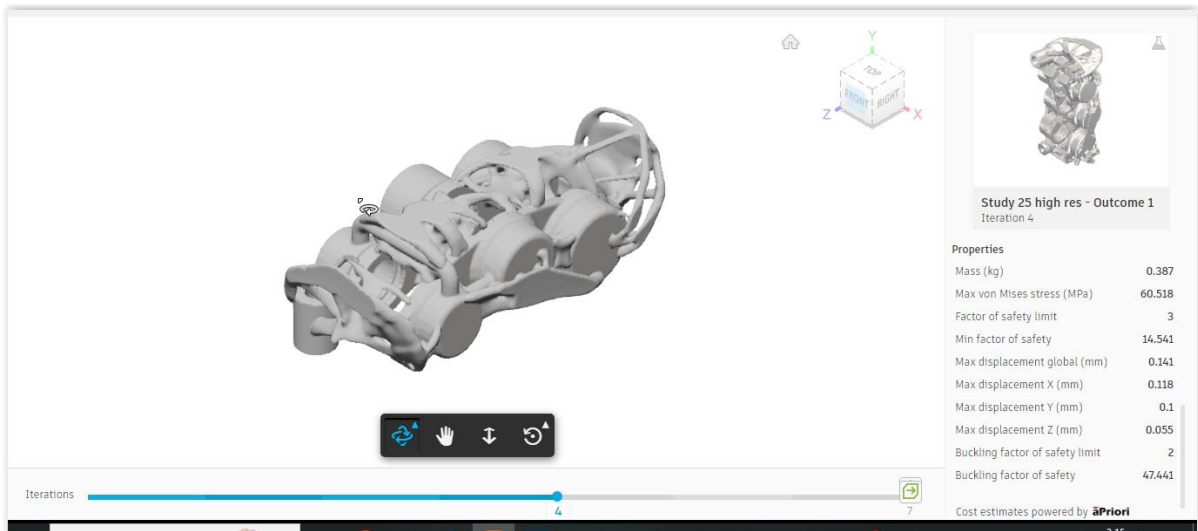 Y
TOP
FRONT
RIGHT
Z
X
Study 25 high res - Outcome 1
Iteration 4
Properties
Mass (kg) 0.387
Max von Mises stress (MPa) 60.518
Factor of safety limit 3
Min factor of safety 14.541
Max displacement global (mm) 0.141
Max displacement X (mm) 0.118
Max displacement Y (mm) 0.1
Max displacement Z (mm) 0.055
Buckling factor of safety limit 2
Buckling factor of safety 47.441
Iterations
4
7
Cost estimates powered by aPriori